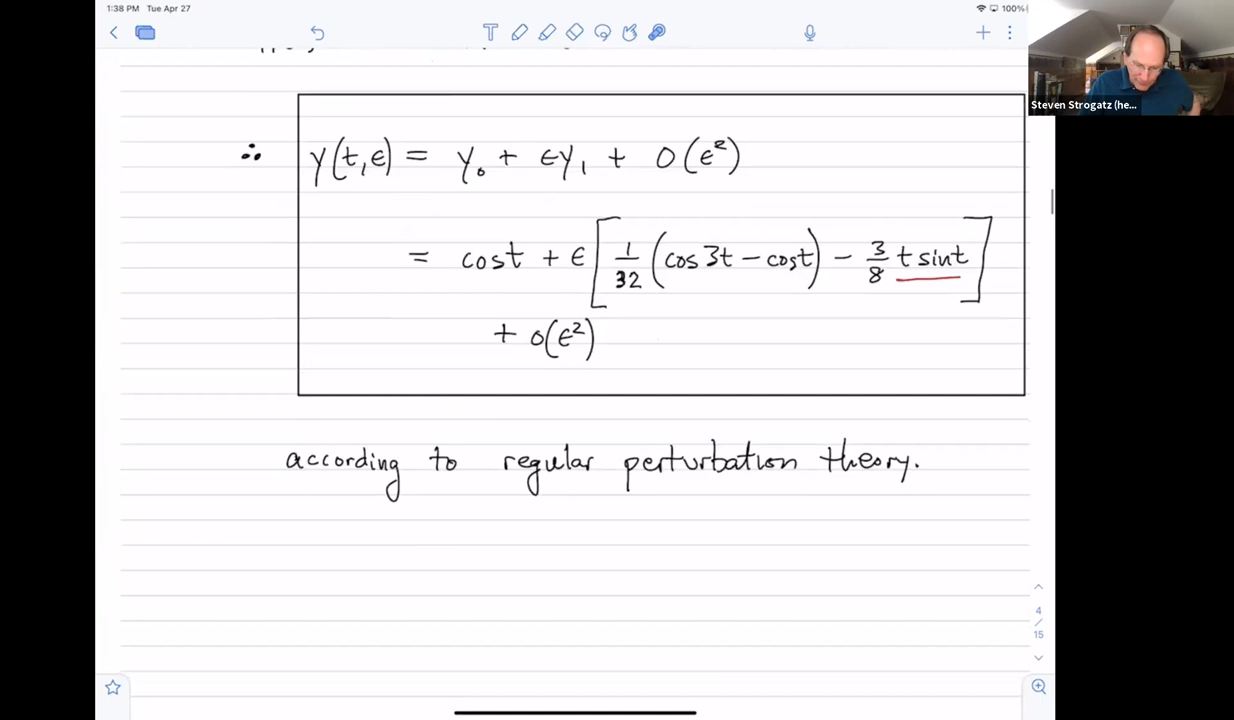 1:38 PM Tue Apr 27
100%
Steven Strogatz (he...
∴ y(t,ϵ) = y₀ + ϵy₁ + O(ϵ²)
= cos t + ϵ[1/32 (cos 3t − cos t) − 3/8 t sin t]
+ O(ϵ²)
according to regular perturbation theory.
4
/
15